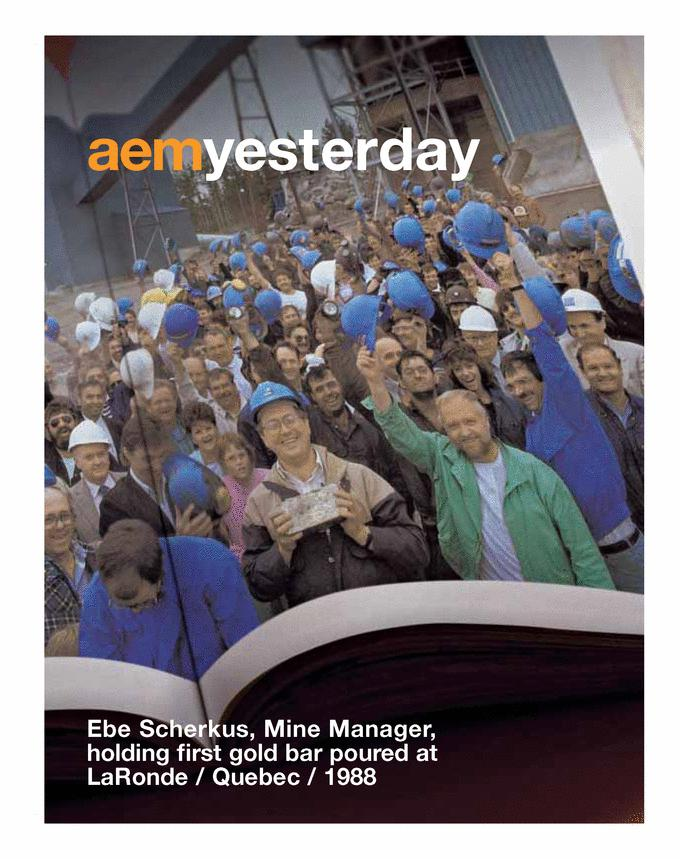 aemyesterday
Ebe Scherkus, Mine Manager,
holding first gold bar poured at
LaRonde / Quebec / 1988